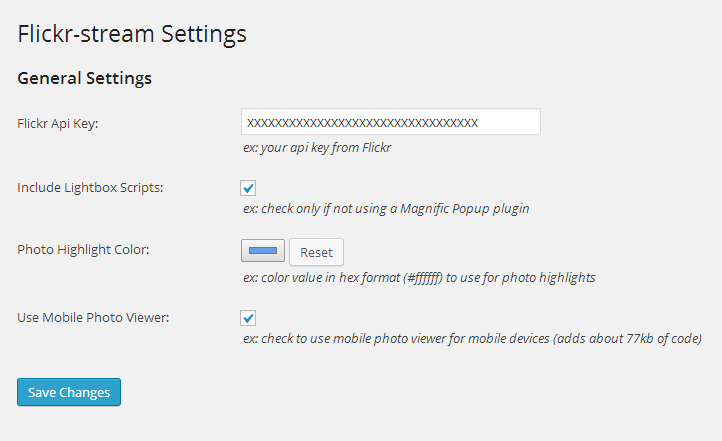 Flickr-stream Settings
General Settings
Flickr Api Key:
xxxxxxxxxxxxxxxxxxxxxxxxxxxxxxxxx
ex: your api key from Flickr
Include Lightbox Scripts:
ex: check only if not using a Magnific Popup plugin
Photo Highlight Color:
Reset
ex: color value in hex format (#ffffff) to use for photo highlights
Use Mobile Photo Viewer:
ex: check to use mobile photo viewer for mobile devices (adds about 77kb of code)
Save Changes